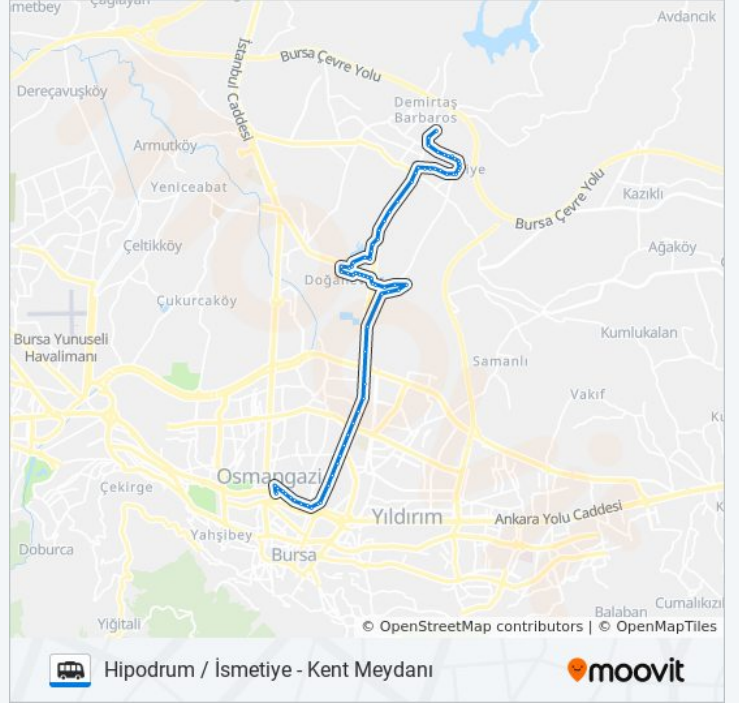 Çağlayan
Avdancık
Bursa Çevre Yolu
İstanbul Caddesi
Dereçavuşköy
Demirtaş
Barbaros
Armutköy
Yeniceabat
Bursa Çevre Yolu
Kazıklı
Çeltikköy
Ağaköy
Çukurcaköy
Bursa Yunuseli
Havalimanı
Kumlukalan
Samanlı
Vakıf
Osmangazi
Çekirge
Yıldırım
Ankara Yolu Caddesi
Yahşibey
Doburca
Bursa
Yiğitali
Balaban
© OpenStreetMap contributors | © OpenMapTiles
Hipodrum / İsmetiye - Kent Meydanı
moovit